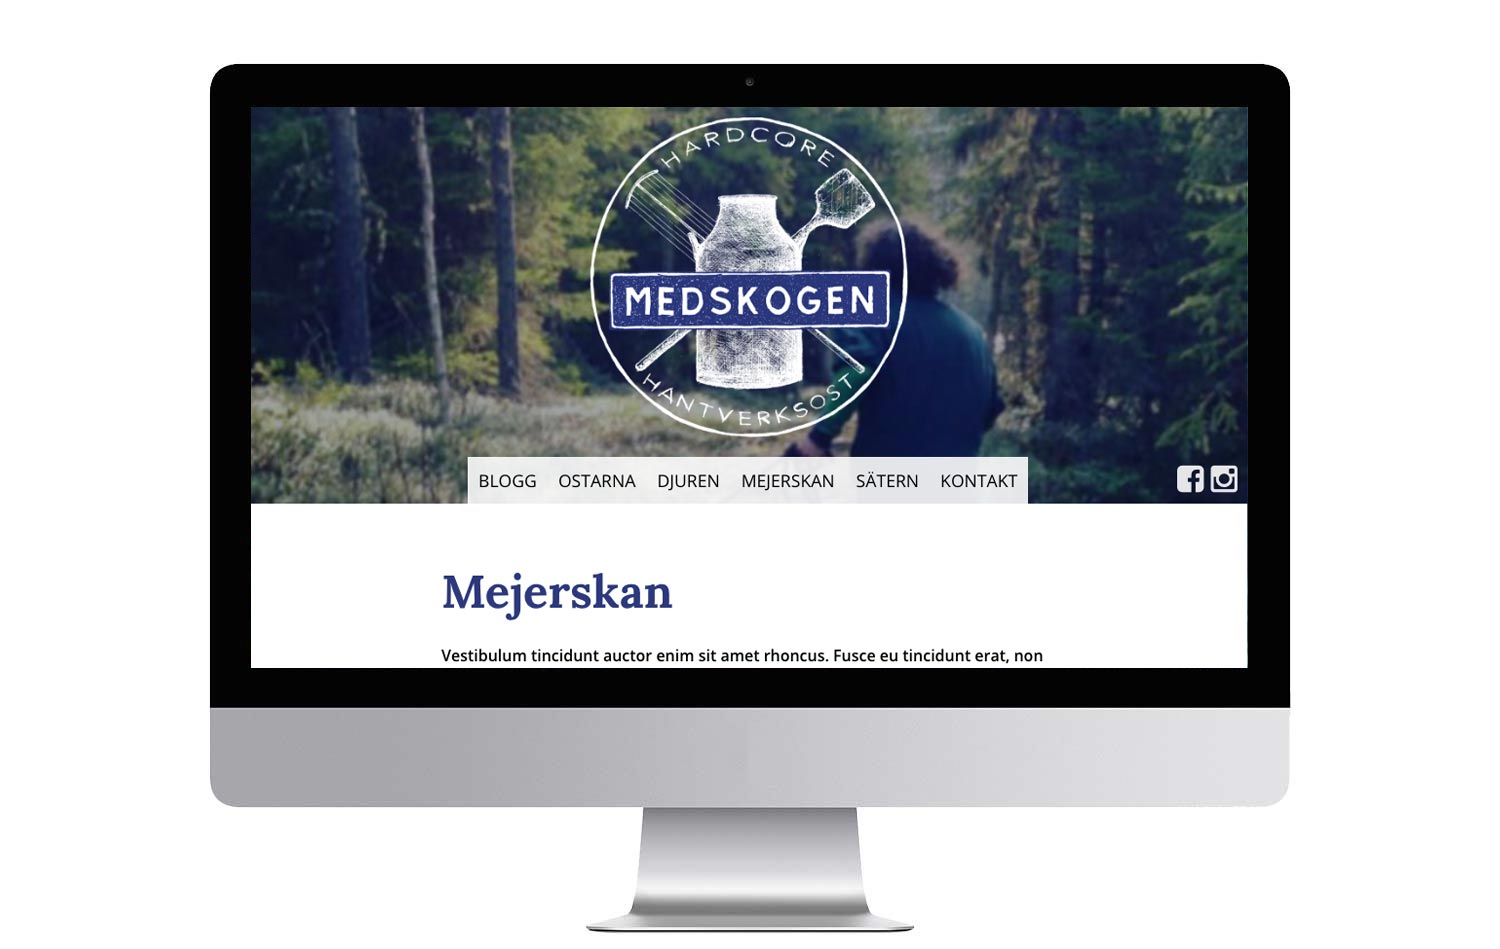 HARDCORE
MEDSKOGEN
HANTVERKSOST
BLOGG OSTARNA DJUREN MEJERSKAN SÄTERN KONTAKT
Mejerskan
Vestibulum tincidunt auctor enim sit amet rhoncus. Fusce eu tincidunt erat, non